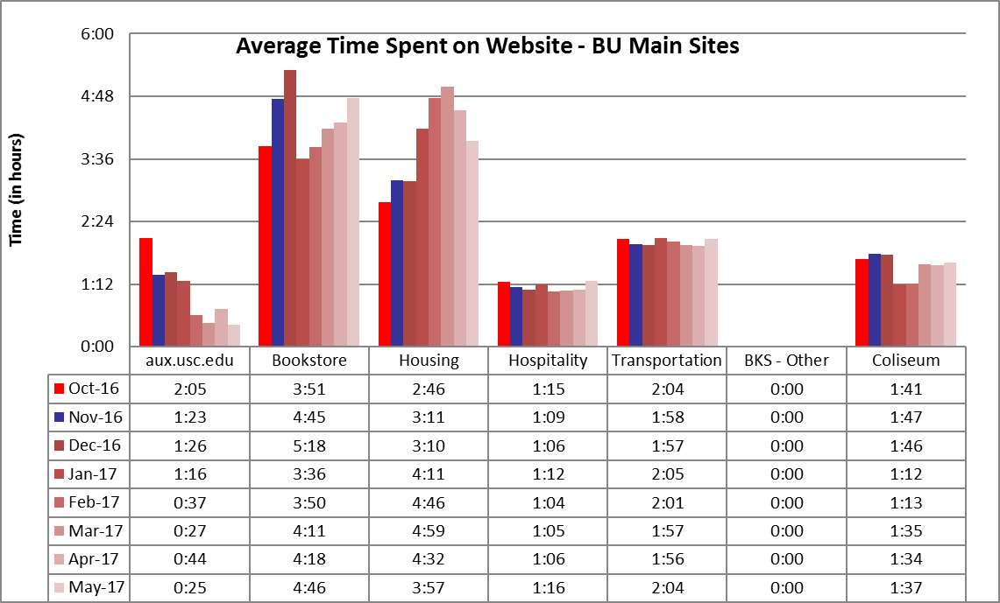 Average Time Spent on Website - BU Main Sites
Time (in hours)
6:00
4:48
3:36
2:24
1:12
0:00
aux.usc.edu Bookstore Housing Hospitality Transportation BKS - Other Coliseum
Oct-16 2:05 3:51 2:46 1:15 2:04 0:00 1:41
Nov-16 1:23 4:45 3:11 1:09 1:58 0:00 1:47
Dec-16 1:26 5:18 3:10 1:06 1:57 0:00 1:46
Jan-17 1:16 3:36 4:11 1:12 2:05 0:00 1:12
Feb-17 0:37 3:50 4:46 1:04 2:01 0:00 1:13
Mar-17 0:27 4:11 4:59 1:05 1:57 0:00 1:35
Apr-17 0:44 4:18 4:32 1:06 1:56 0:00 1:34
May-17 0:25 4:46 3:57 1:16 2:04 0:00 1:37